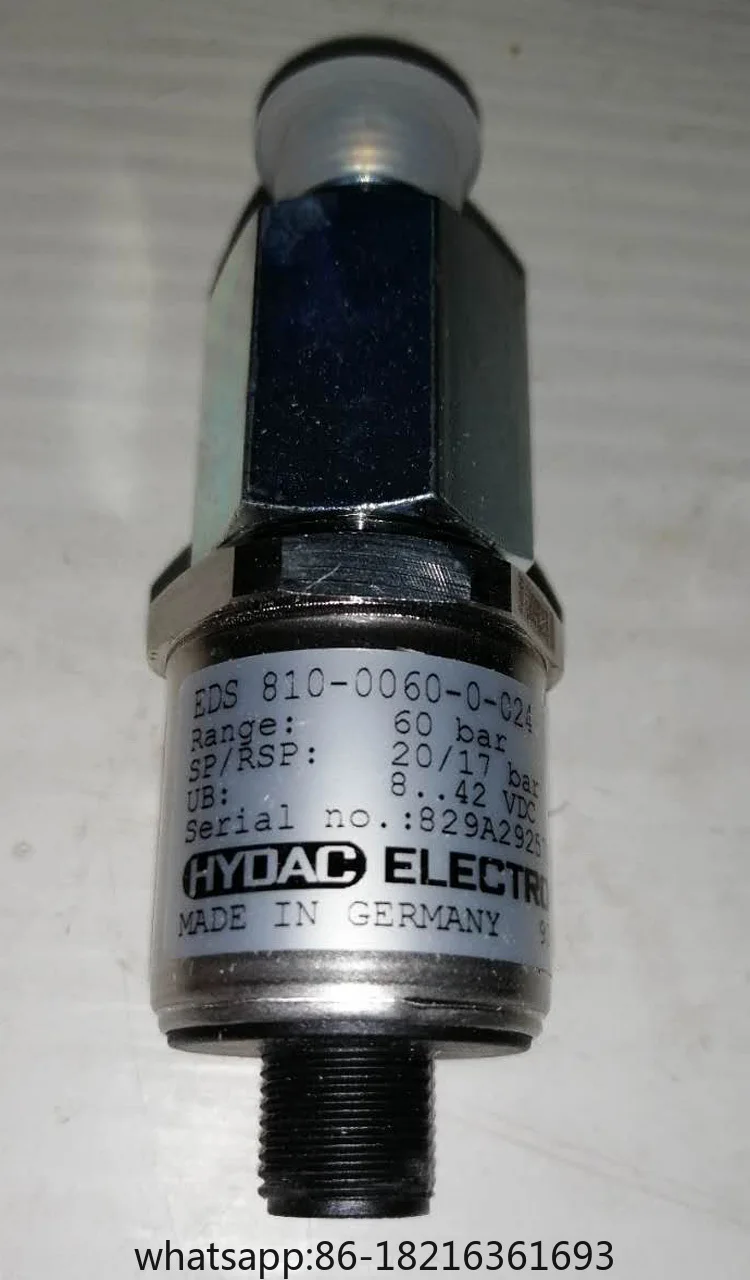 EDS 810-0060-0-C24
Range: 60 bar
SP/RSP: 20/17 bar
UB: 8..42 VDC
Serial no.:829A2925
HYDAC ELECTRO
MADE IN GERMANY
whatsapp:86-18216361693